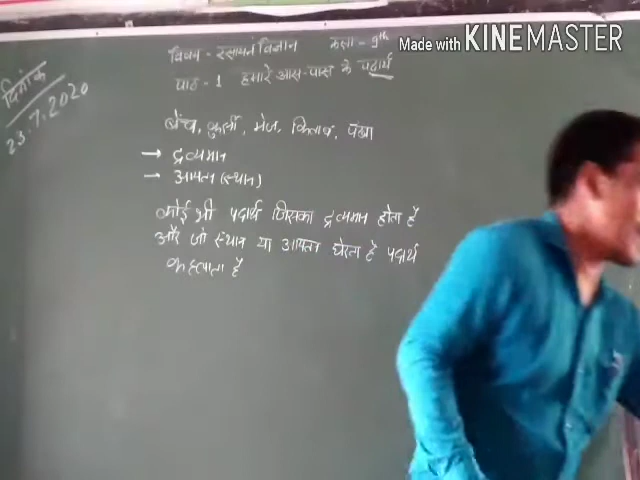 Made with KINEMASTER
दिनांक
23.7.2020
विषय - रसायन विज्ञान कक्षा - 9th
पाठ - 1 हमारे आस-पास के पदार्थ
बेंच, कुर्सी, मेज, किताब, पंखा
→ द्रव्यमान
→ आयतन (स्थान)
कोई भी पदार्थ जिसका द्रव्यमान होता है
और जो स्थान या आयतन घेरता है पदार्थ
कहलाता है